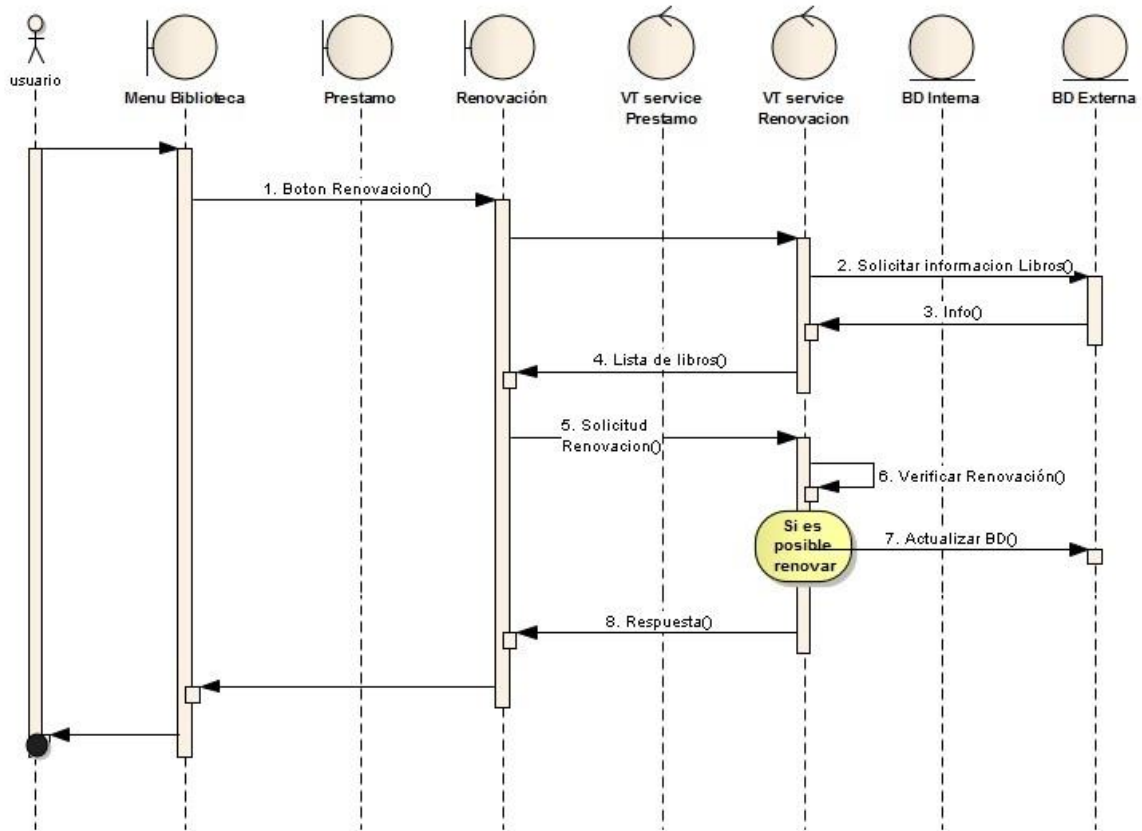 usuario
Menu Biblioteca
Prestamo
Renovación
VT service
Prestamo
VT service
Renovacion
BD Interna
BD Externa
1. Boton Renovacion()
2. Solicitar informacion Libros()
3. Info()
4. Lista de libros()
5. Solicitud
Renovacion()
6. Verificar Renovación()
Si es
posible
renovar
7. Actualizar BD()
8. Respuesta()